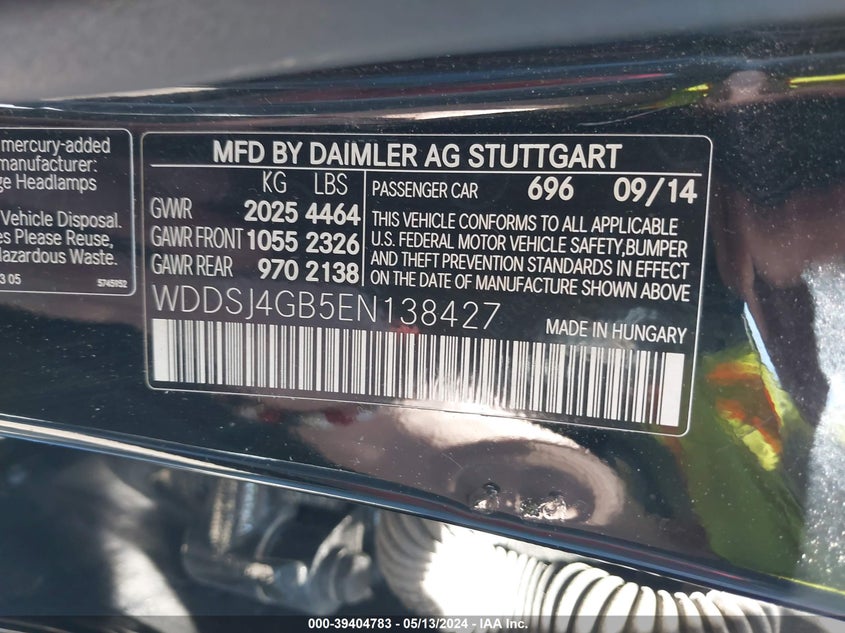 mercury-added
manufacturer:
ge Headlamps
Vehicle Disposal.
es Please Reuse,
Hazardous Waste.
3 05 5745952
MFD BY DAIMLER AG STUTTGART
KG LBS
GVWR 2025 4464
GAWR FRONT 1055 2326
GAWR REAR 970 2138
PASSENGER CAR 696 09/14
THIS VEHICLE CONFORMS TO ALL APPLICABLE
U.S. FEDERAL MOTOR VEHICLE SAFETY,BUMPER
AND THEFT PREVENTION STANDARDS IN EFFECT
ON THE DATE OF MANUFACTURE SHOWN ABOVE
WDDSJ4GB5EN138427
MADE IN HUNGARY
000-39404783 - 05/13/2024 - IAA Inc.